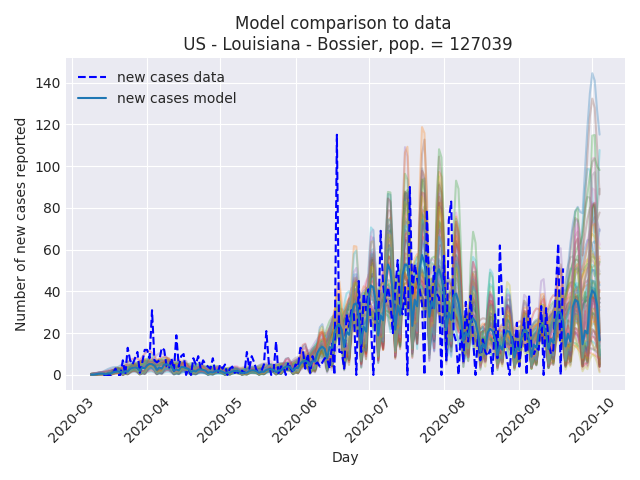 Model comparison to data
US - Louisiana - Bossier, pop. = 127039
new cases data
new cases model
Number of new cases reported
140
120
100
80
60
40
20
0
2020-03
2020-04
2020-05
2020-06
2020-07
2020-08
2020-09
2020-10
Day